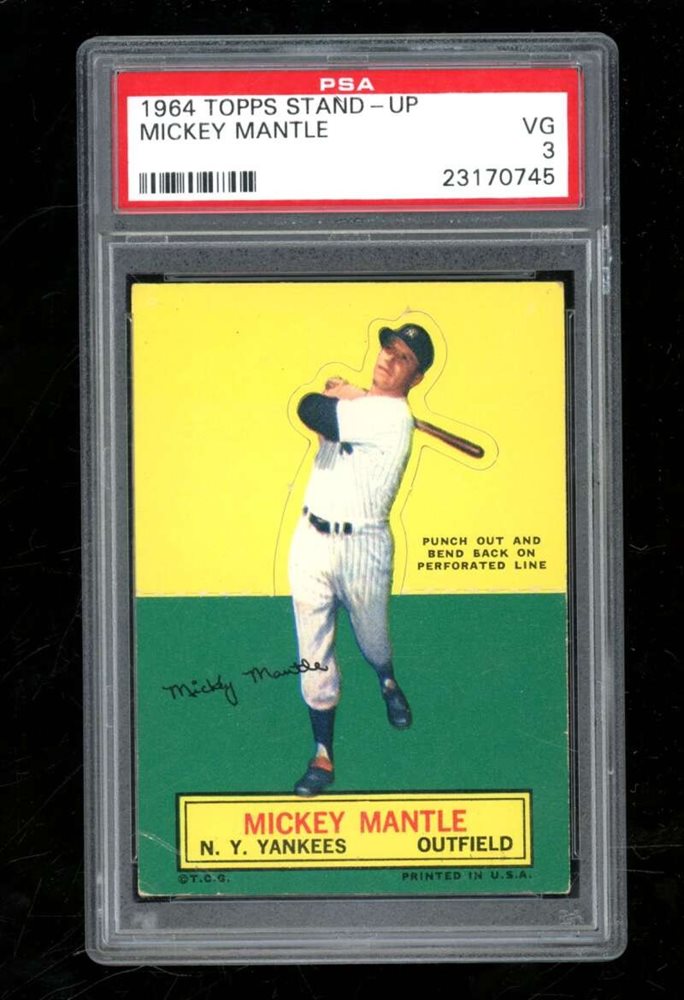 PSA
1964 TOPPS STAND-UP
MICKEY MANTLE
VG
3
23170745
PUNCH OUT AND
BEND BACK ON
PERFORATED LINE
Mickey Mantle
MICKEY MANTLE
N. Y. YANKEES OUTFIELD
©T.C.G. PRINTED IN U.S.A.